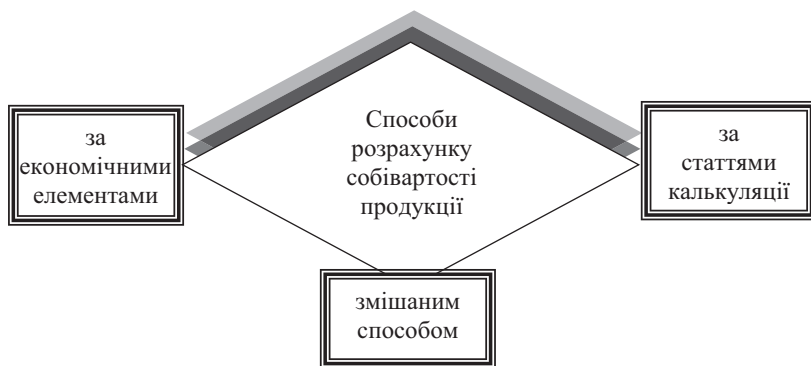 Способи
розрахунку
собівартості
продукції
за
економічними
елементами
за
статтями
калькуляції
змішаним
способом